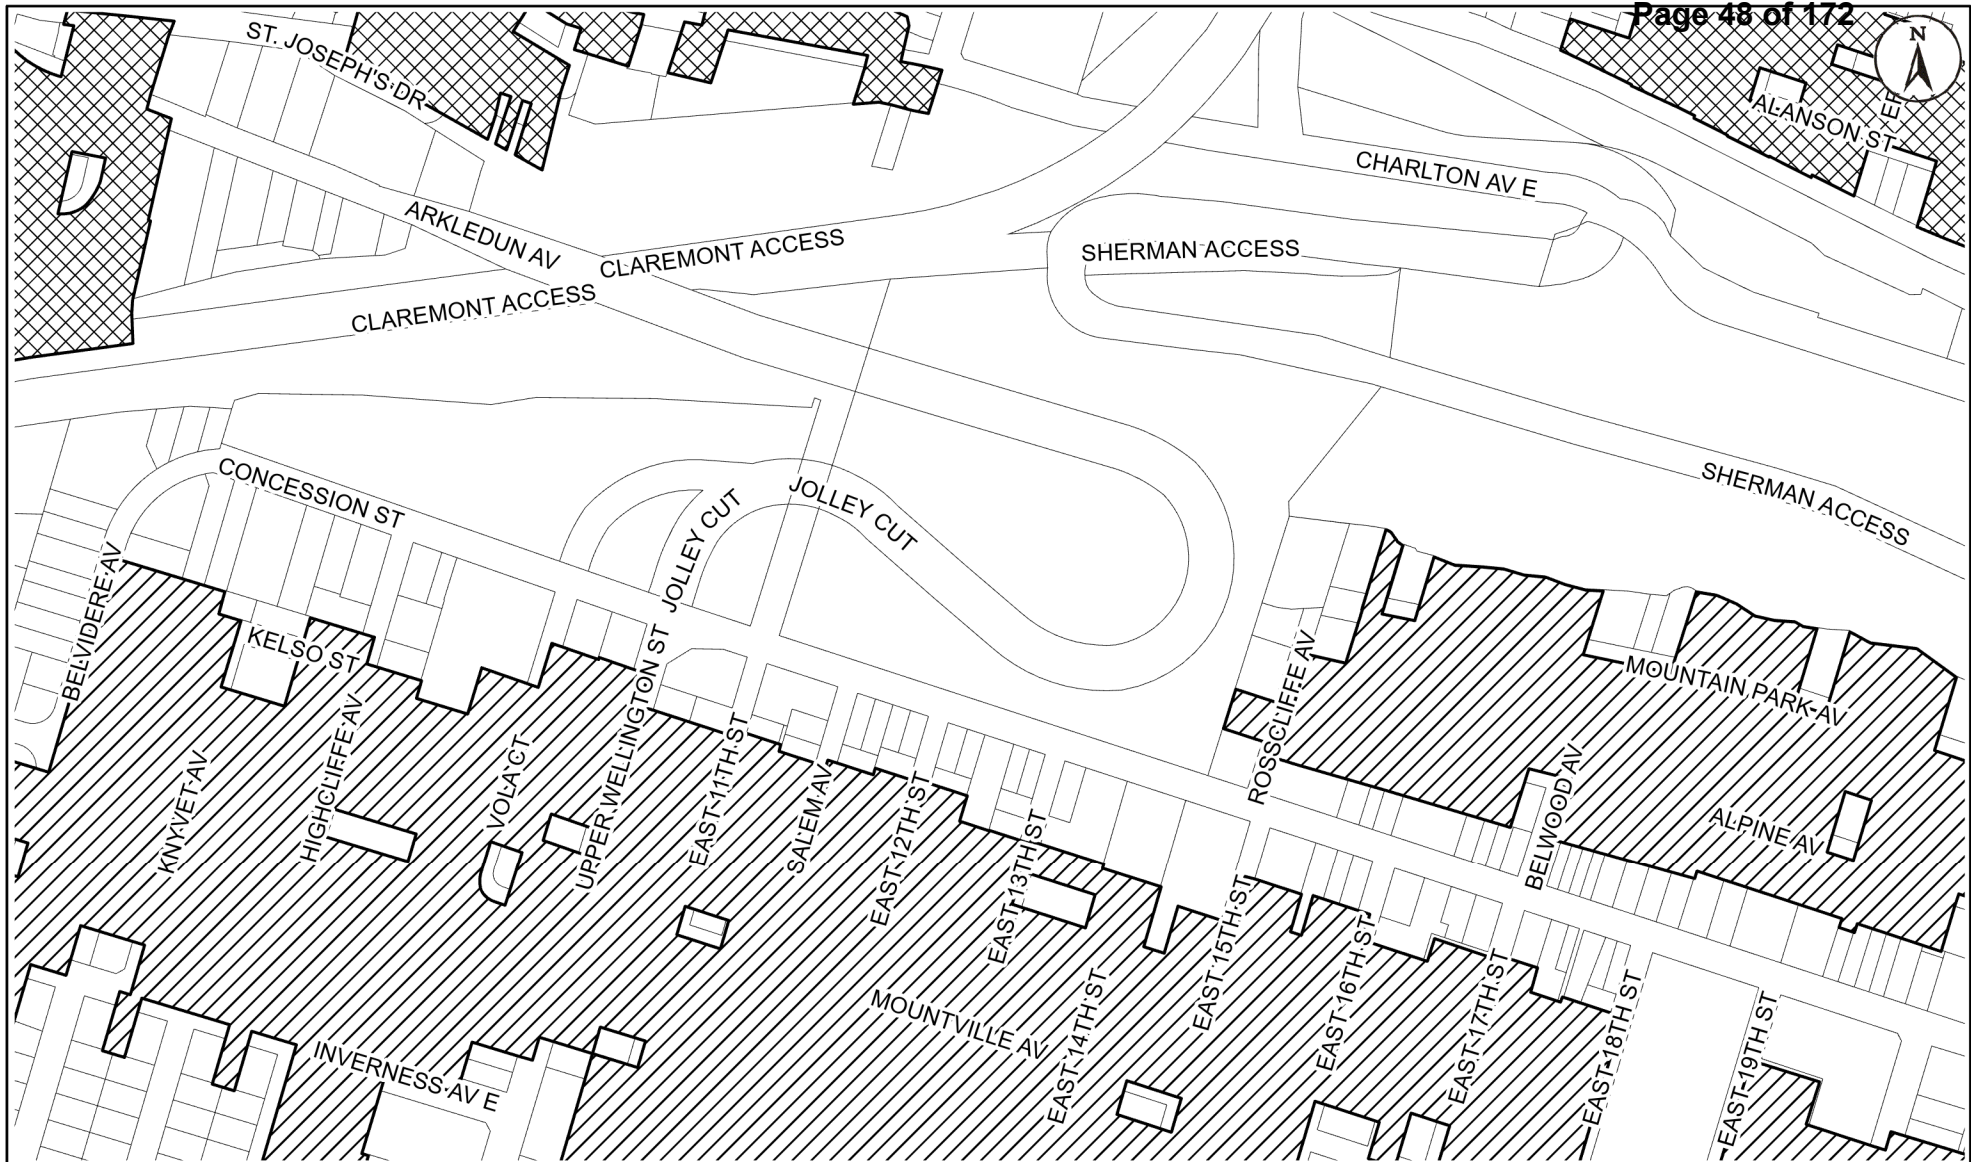 Page 48 of 172
N
ST. JOSEPH'S DR
ALANSON ST
CHARLTON AV E
ARKLEDUN AV
CLAREMONT ACCESS
SHERMAN ACCESS
CLAREMONT ACCESS
CONCESSION ST
JOLLEY CUT
JOLLEY CUT
SHERMAN ACCESS
BELVIDERE AV
KELSO ST
UPPER WELLINGTON ST
ROSSCLIFFE AV
MOUNTAIN PARK AV
KNYVET AV
HIGHCLIFFE AV
VOLA CT
EAST 11TH ST
SALEM AV
EAST 12TH ST
EAST 13TH ST
BELWOOD AV
ALPINE AV
MOUNTVILLE AV
EAST 14TH ST
EAST 15TH ST
EAST 16TH ST
EAST 17TH ST
EAST 18TH ST
EAST 19TH ST
INVERNESS AV E